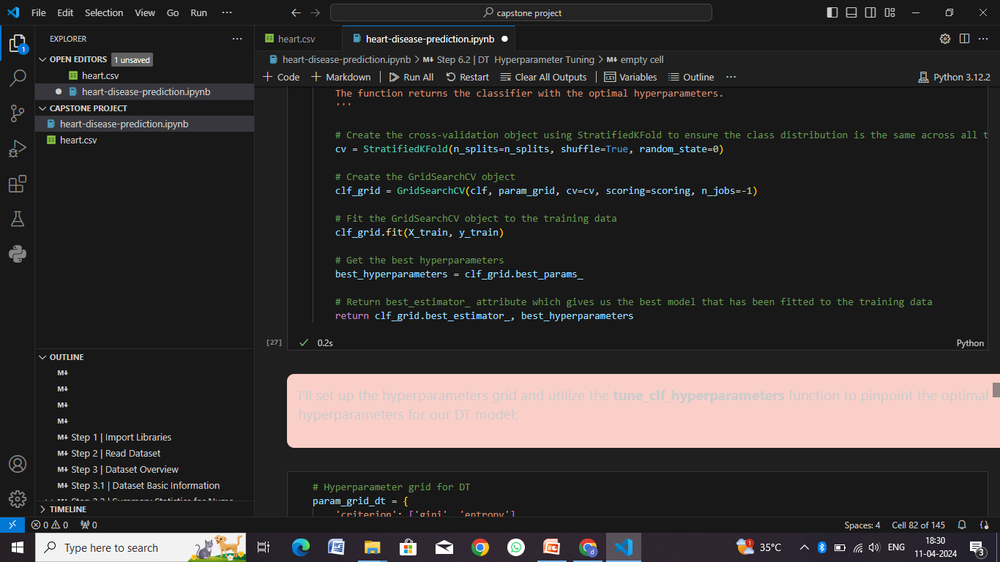 File Edit Selection View Go Run ···
capstone project
EXPLORER ···
OPEN EDITORS 1 unsaved
heart.csv
heart-disease-prediction.ipynb
CAPSTONE PROJECT
heart-disease-prediction.ipynb
heart.csv
OUTLINE
M↓
M↓
M↓
M↓
M↓ Step 1 | Import Libraries
M↓ Step 2 | Read Dataset
M↓ Step 3 | Dataset Overview
M↓ Step 3.1 | Dataset Basic Information
TIMELINE
heart.csv
heart-disease-prediction.ipynb
heart-disease-prediction.ipynb > M↓ Step 6.2 | DT Hyperparameter Tuning > M↓ empty cell
+ Code + Markdown | Run All Restart Clear All Outputs | Variables Outline ··· Python 3.12.2
The function returns the classifier with the optimal hyperparameters.
'''
# Create the cross-validation object using StratifiedKFold to ensure the class distribution is the same across all t
cv = StratifiedKFold(n_splits=n_splits, shuffle=True, random_state=0)
# Create the GridSearchCV object
clf_grid = GridSearchCV(clf, param_grid, cv=cv, scoring=scoring, n_jobs=-1)
# Fit the GridSearchCV object to the training data
clf_grid.fit(X_train, y_train)
# Get the best hyperparameters
best_hyperparameters = clf_grid.best_params_
# Return best_estimator_ attribute which gives us the best model that has been fitted to the training data
return clf_grid.best_estimator_, best_hyperparameters
[27] 0.2s Python
I'll set up the hyperparameters grid and utilize the tune_clf_hyperparameters function to pinpoint the optimal
hyperparameters for our DT model:
# Hyperparameter grid for DT
param_grid_dt = {
'criterion': ['gini', 'entropy']
0 0 0
Spaces: 4 Cell 82 of 145
Type here to search
35°C ENG 18:30
11-04-2024
3